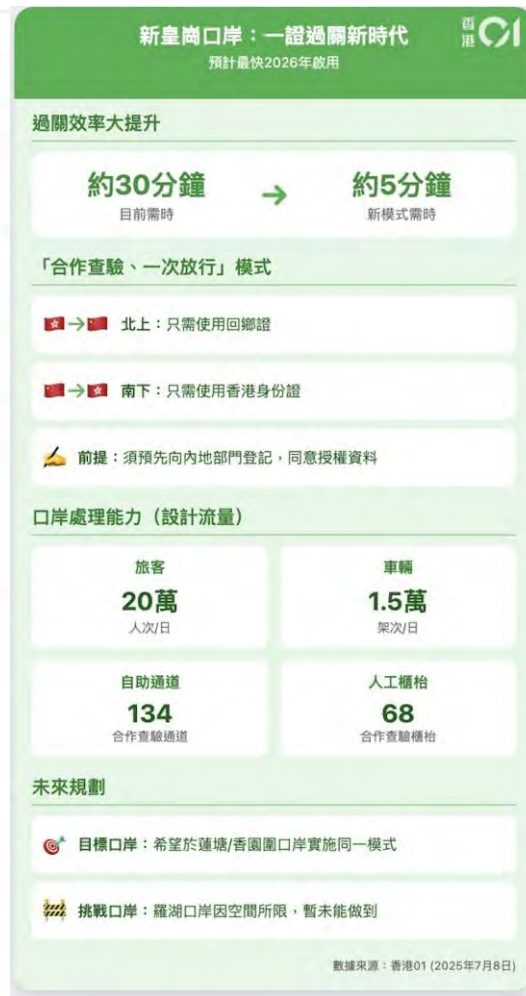 新皇崗口岸：一證過關新時代
香港01
預計最快2026年啟用
過關效率大提升
約30分鐘 → 約5分鐘
目前需時 新模式需時
「合作查驗、一次放行」模式
→ 北上：只需使用回鄉證
→ 南下：只需使用香港身份證
前提：須預先向內地部門登記，同意授權資料
口岸處理能力（設計流量）
旅客 車輛
20萬 1.5萬
人次/日 架次/日
自助通道 人工櫃枱
134 68
合作查驗通道 合作查驗櫃枱
未來規劃
目標口岸：希望於蓮塘/香園圍口岸實施同一模式
挑戰口岸：羅湖口岸因空間所限，暫未能做到
數據來源：香港01 (2025年7月8日)